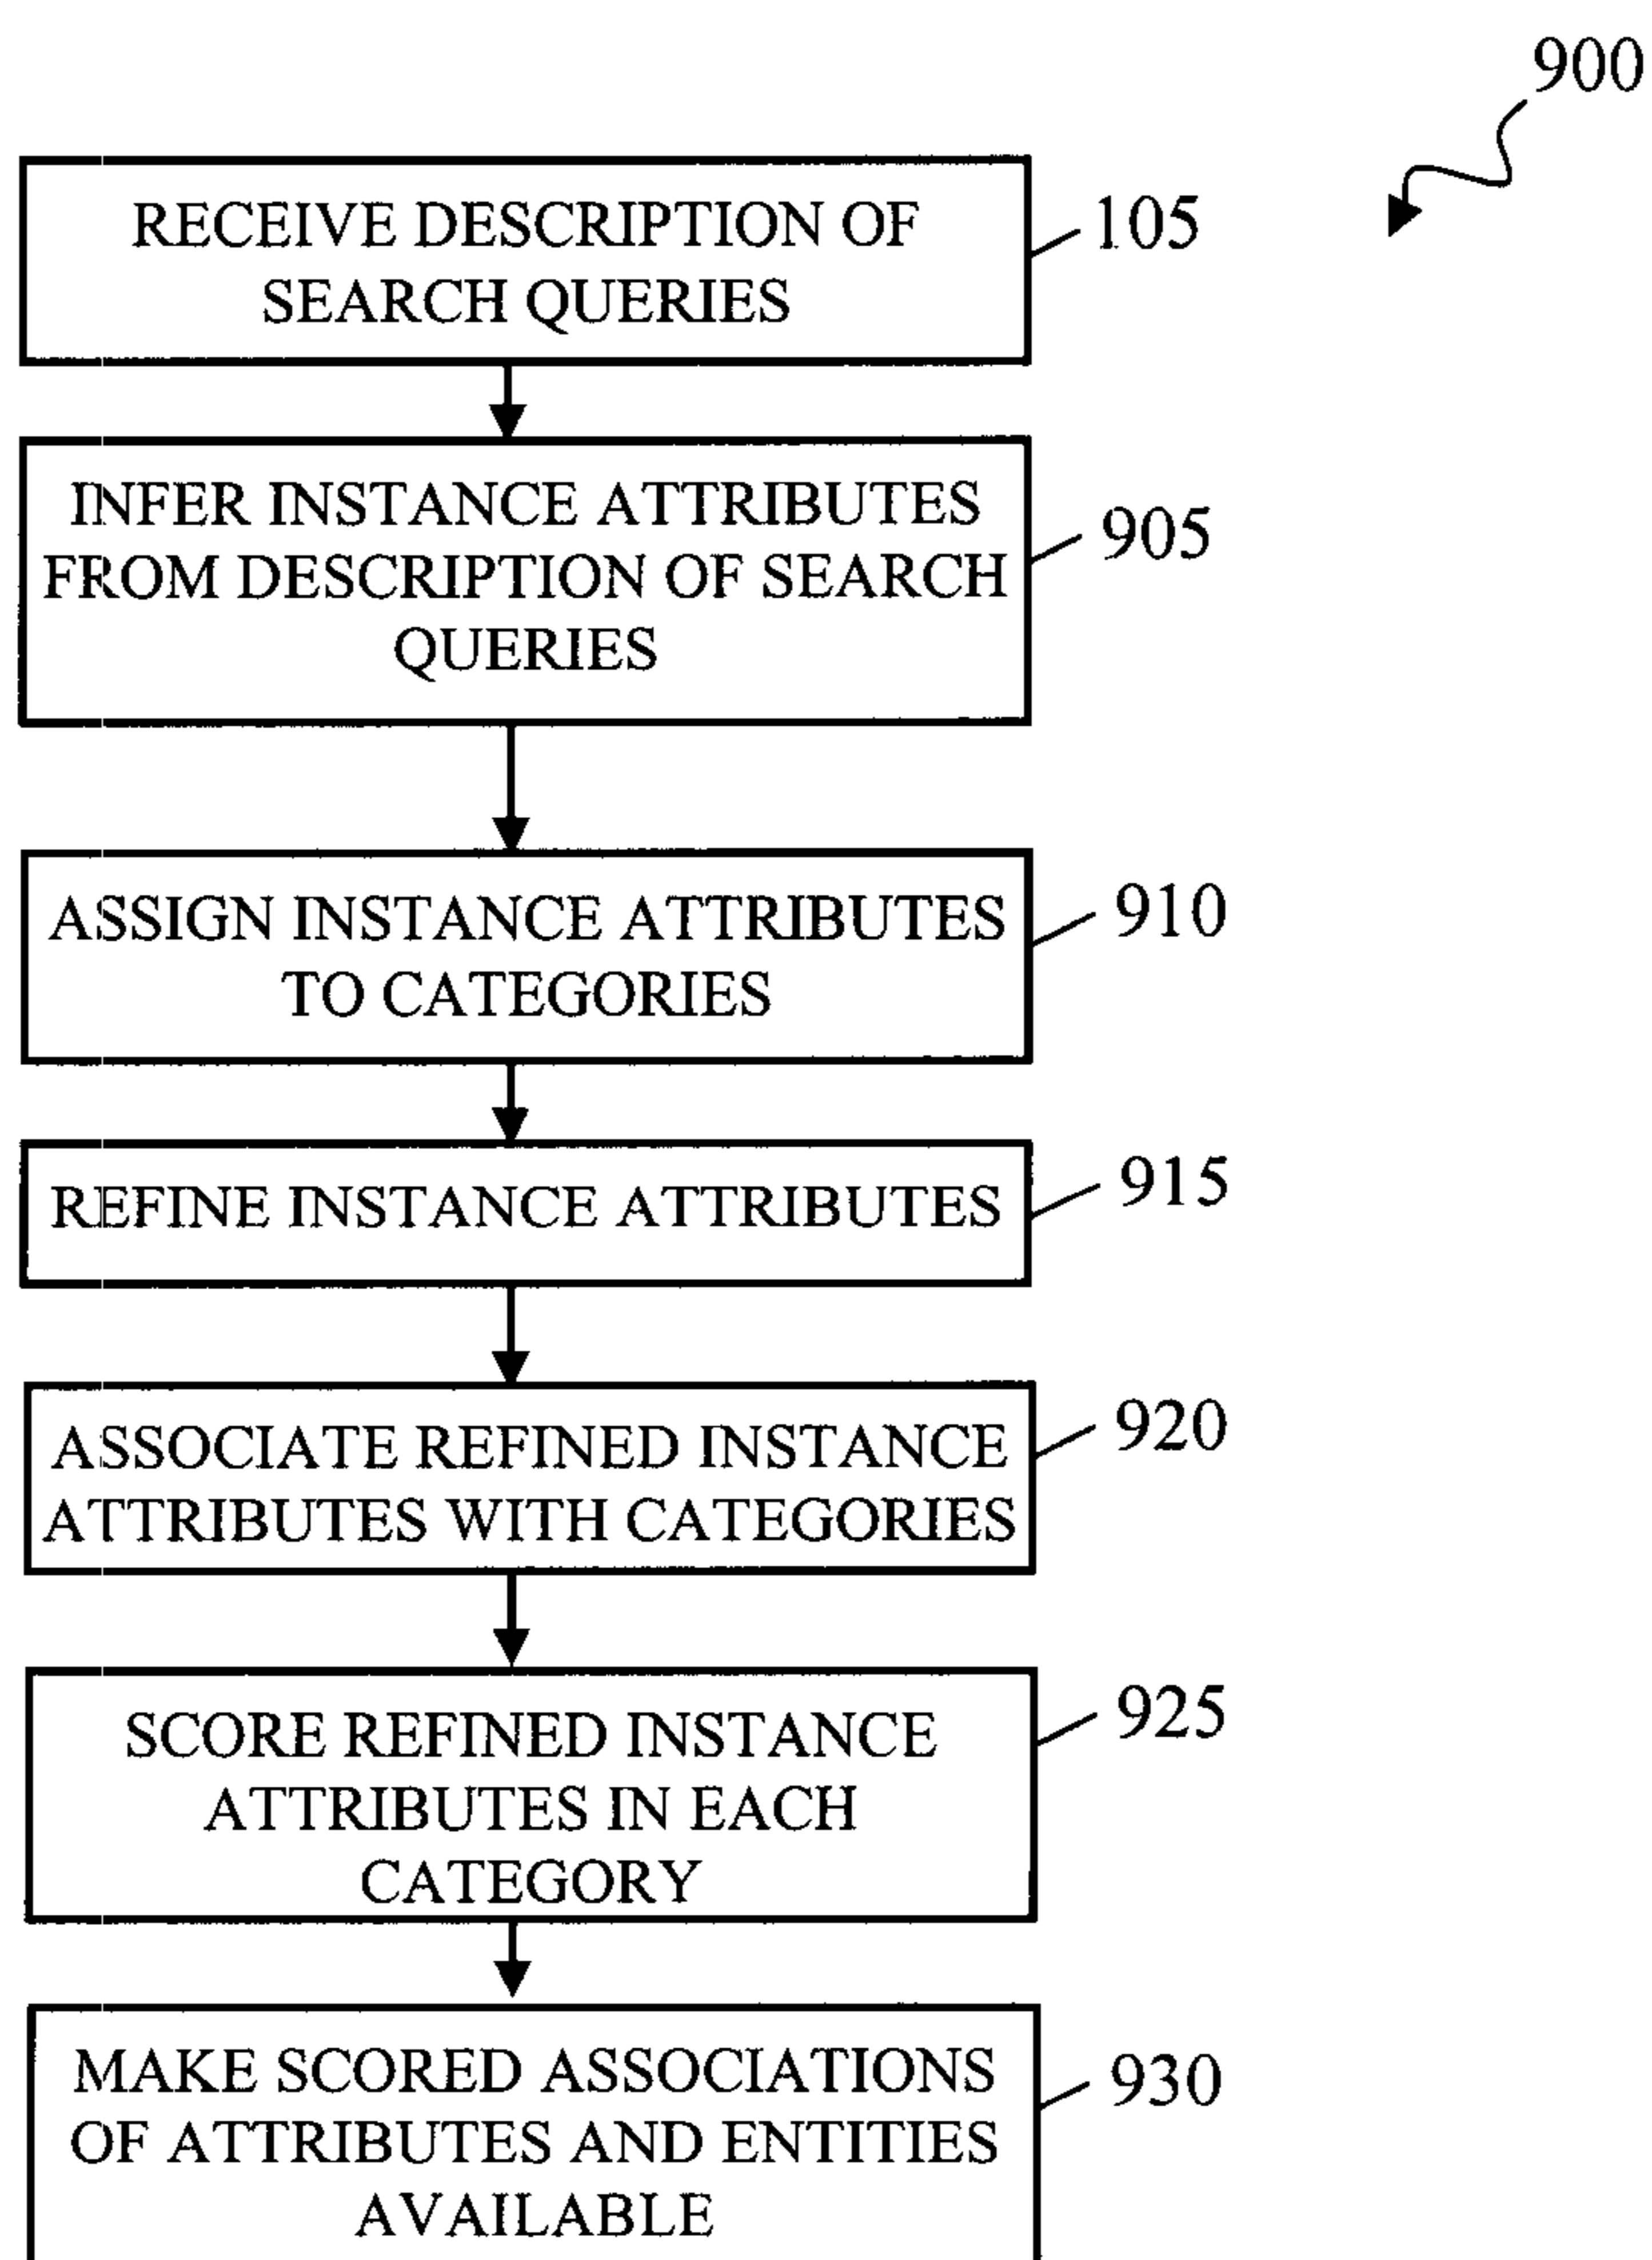 900
RECEIVE DESCRIPTION OF
SEARCH QUERIES
105
INFER INSTANCE ATTRIBUTES
FROM DESCRIPTION OF SEARCH
QUERIES
905
ASSIGN INSTANCE ATTRIBUTES
TO CATEGORIES
910
REFINE INSTANCE ATTRIBUTES
915
ASSOCIATE REFINED INSTANCE
ATTRIBUTES WITH CATEGORIES
920
SCORE REFINED INSTANCE
ATTRIBUTES IN EACH
CATEGORY
925
MAKE SCORED ASSOCIATIONS
OF ATTRIBUTES AND ENTITIES
AVAILABLE
930